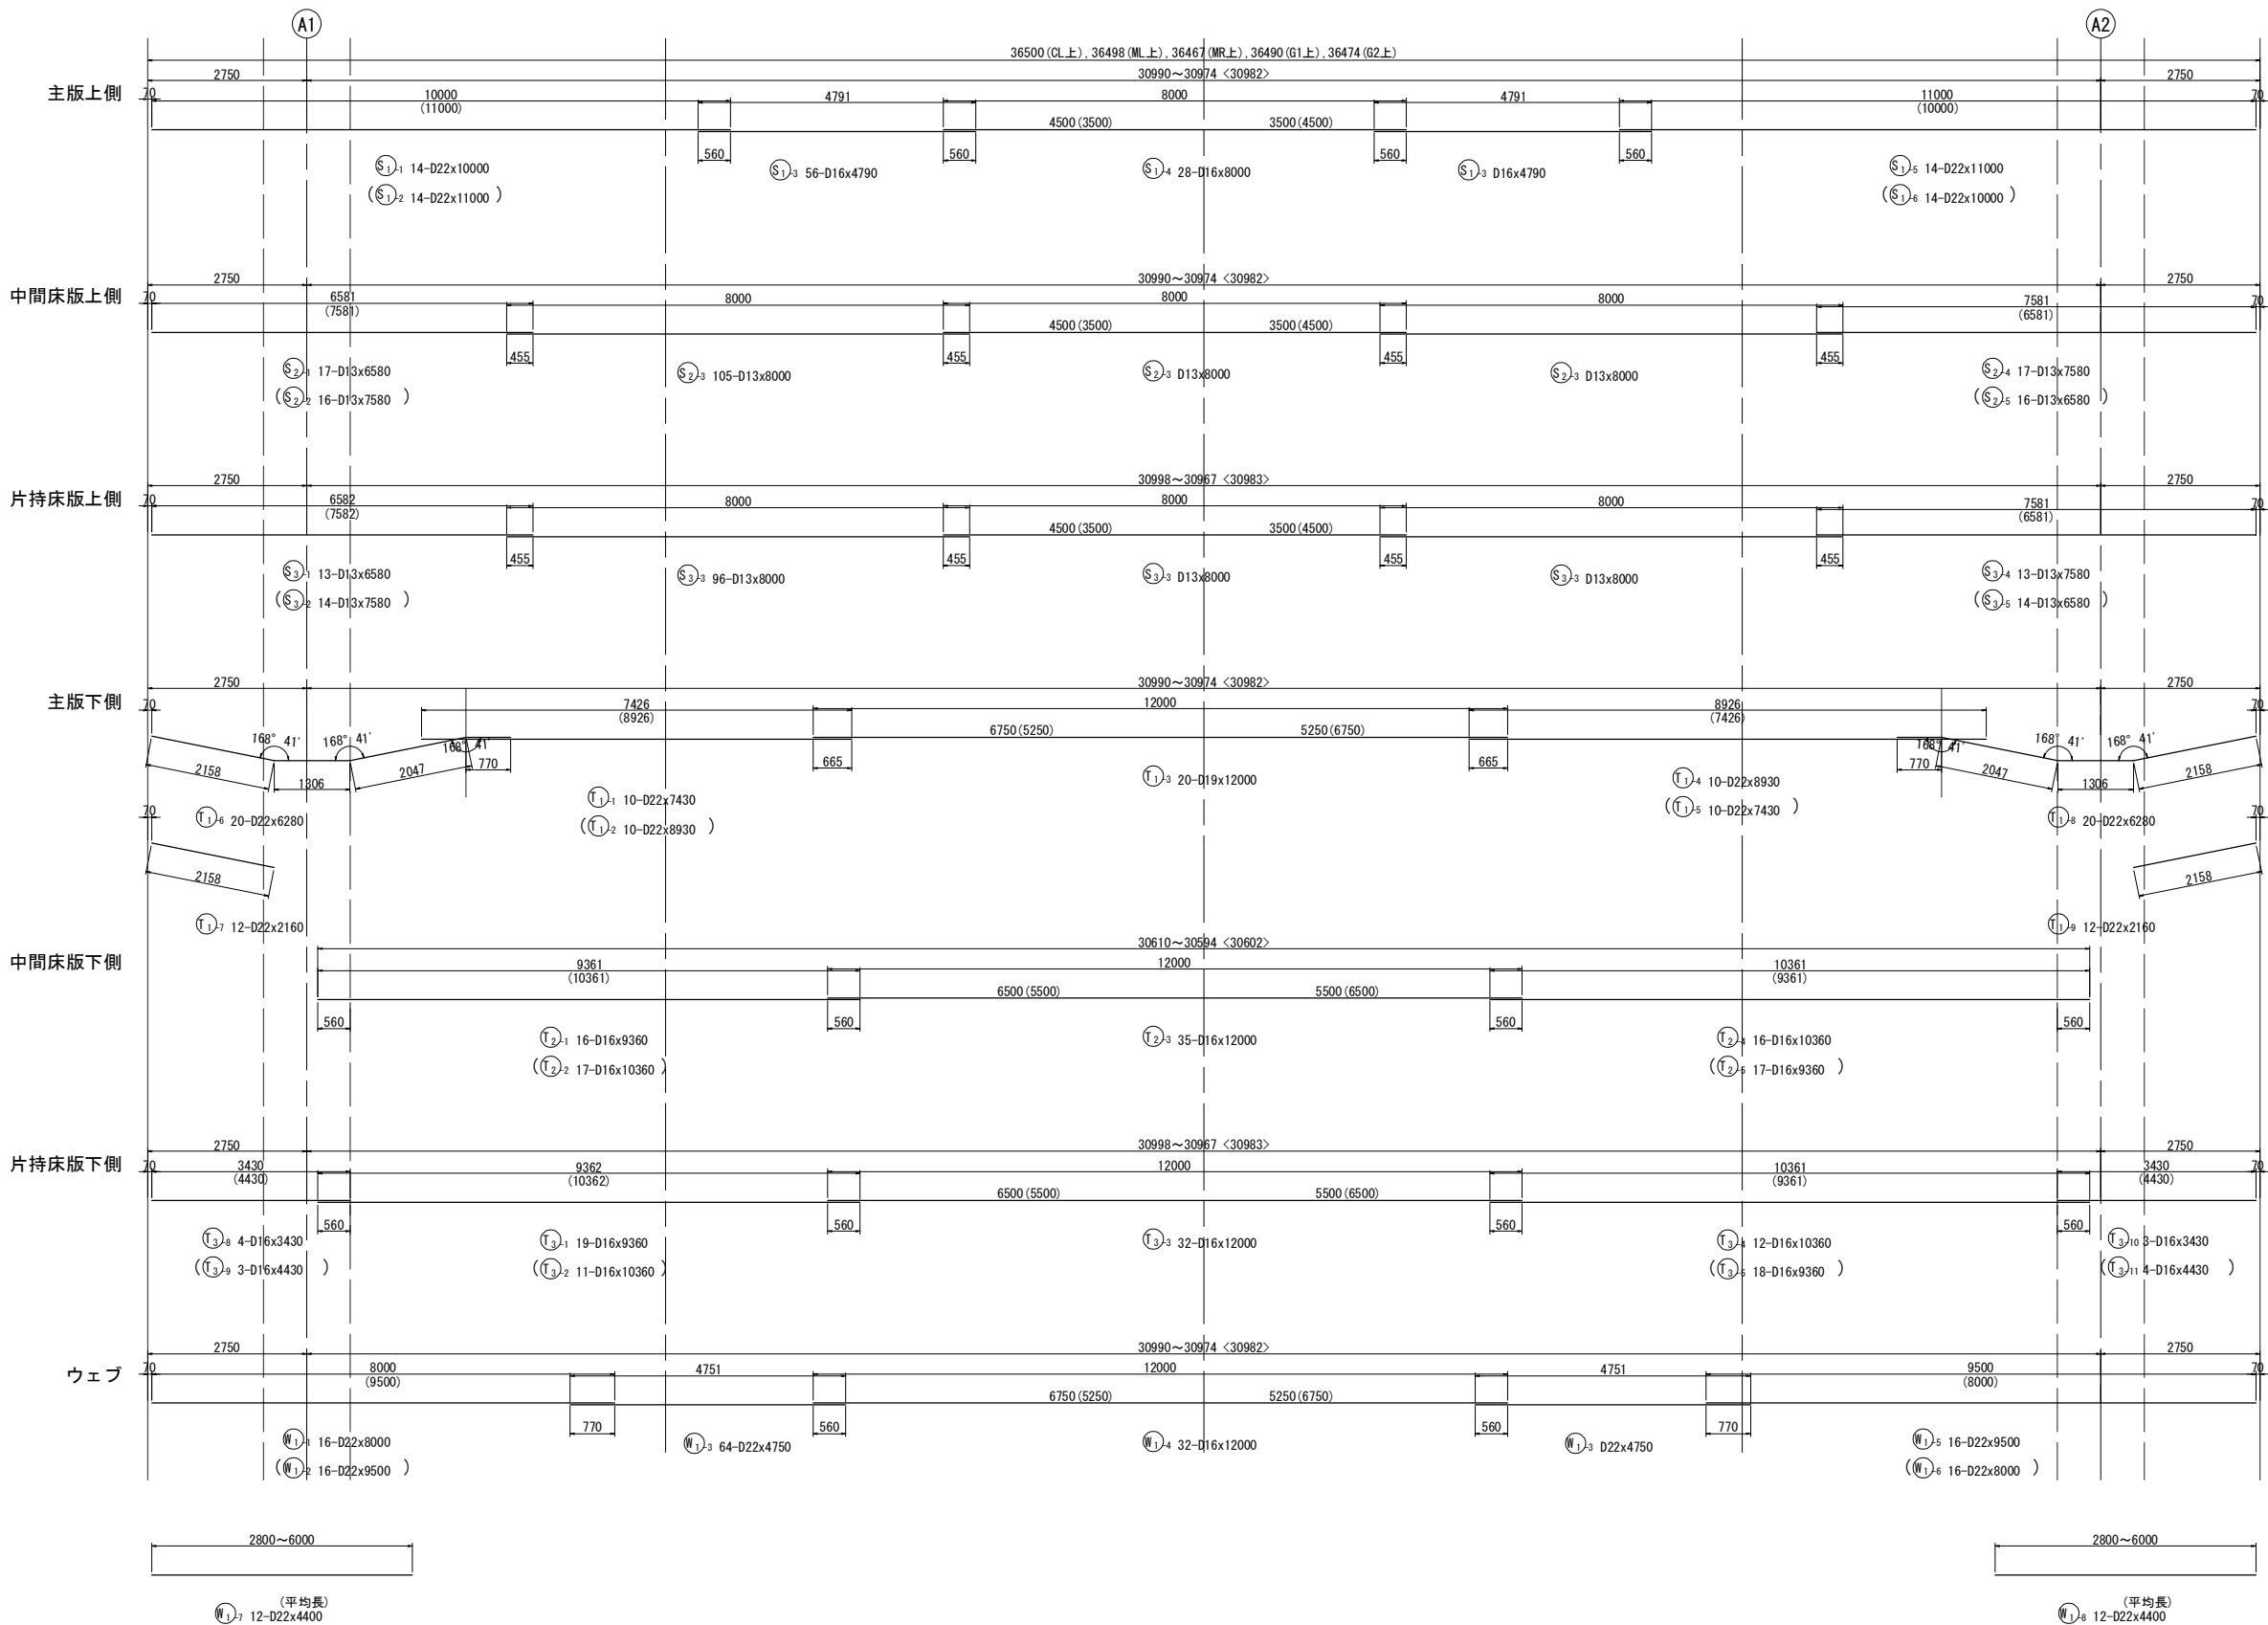 A1 A2
36500(CL上), 36498(ML上), 36467(MR上), 36490(G1上), 36474(G2上)
2750 30990～30974 <30982> 2750
主版上側
70 10000 4791 8000 4791 11000 70
(11000) (10000)
4500(3500) 3500(4500)
560 560 560 560
S1-1 14-D22x10000 S1-3 56-D16x4790 S1-4 28-D16x8000 S1-3 D16x4790 S1-5 14-D22x11000
(S1-2 14-D22x11000 ) (S1-6 14-D22x10000 )
2750 30990～30974 <30982> 2750
中間床版上側
70 6581 8000 8000 8000 7581 70
(7581) (6581)
4500(3500) 3500(4500)
455 455 455 455
S2-1 17-D13x6580 S2-3 105-D13x8000 S2-3 D13x8000 S2-3 D13x8000 S2-4 17-D13x7580
(S2-2 16-D13x7580 ) (S2-5 16-D13x6580 )
2750 30998～30967 <30983> 2750
片持床版上側
70 6582 8000 8000 8000 7581 70
(7582) (6581)
4500(3500) 3500(4500)
455 455 455 455
S3-1 13-D13x6580 S3-3 96-D13x8000 S3-3 D13x8000 S3-3 D13x8000 S3-4 13-D13x7580
(S3-2 14-D13x7580 ) (S3-5 14-D13x6580 )
2750 30990～30974 <30982> 2750
主版下側
70 7426 12000 8926 70
(8926) (7426)
6750(5250) 5250(6750)
168° 41' 168° 41' 168° 41' 168° 41' 168° 41' 168° 41'
2158 1306 2047 770 665 665 770 2047 1306 2158
T1-6 20-D22x6280 T1-1 10-D22x7430 T1-3 20-D19x12000 T1-4 10-D22x8930 T1-8 20-D22x6280
(T1-2 10-D22x8930 ) (T1-5 10-D22x7430 )
70 70
2158 2158
T1-7 12-D22x2160 T1-9 12-D22x2160
30610～30594 <30602>
中間床版下側
9361 12000 10361
(10361) (9361)
6500(5500) 5500(6500)
560 560 560 560
T2-1 16-D16x9360 T2-3 35-D16x12000 T2-4 16-D16x10360
(T2-2 17-D16x10360 ) (T2-5 17-D16x9360 )
2750 30998～30967 <30983> 2750
片持床版下側
70 3430 9362 12000 10361 3430 70
(4430) (10362) (9361) (4430)
6500(5500) 5500(6500)
560 560 560 560
T3-8 4-D16x3430 T3-1 19-D16x9360 T3-3 32-D16x12000 T3-4 12-D16x10360 T3-10 3-D16x3430
(T3-9 3-D16x4430 ) (T3-2 11-D16x10360 ) (T3-5 18-D16x9360 ) (T3-11 4-D16x4430 )
2750 30990～30974 <30982> 2750
ウェブ
70 8000 4751 12000 4751 9500 70
(9500) (8000)
6750(5250) 5250(6750)
770 560 560 770
W1-1 16-D22x8000 W1-3 64-D22x4750 W1-4 32-D16x12000 W1-3 D22x4750 W1-5 16-D22x9500
(W1-2 16-D22x9500 ) (W1-6 16-D22x8000 )
2800～6000 2800～6000
(平均長) (平均長)
W1-7 12-D22x4400 W1-8 12-D22x4400